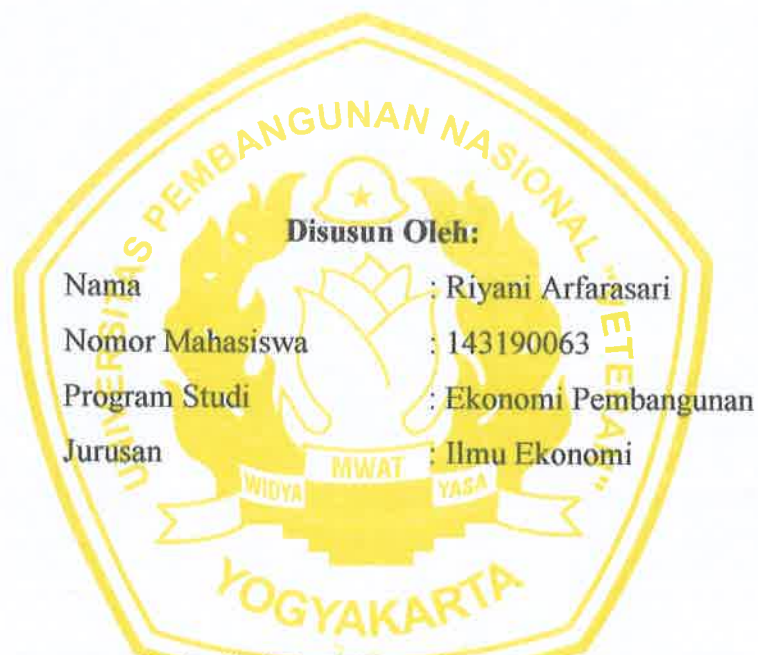 UNIVERSITAS PEMBANGUNAN NASIONAL "VETERAN"
Disusun Oleh:
Nama : Riyani Arfarasari
Nomor Mahasiswa : 143190063
Program Studi : Ekonomi Pembangunan
Jurusan : Ilmu Ekonomi
WIDYA MWAT YASA
YOGYAKARTA